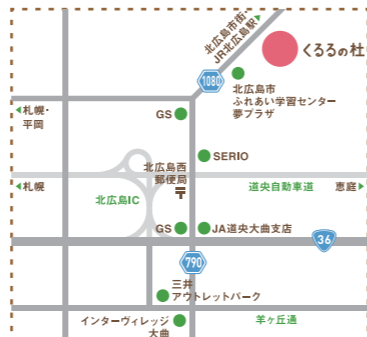 北広島市街・
JR北広島駅
くるるの杜
1080
北広島市
ふれあい学習センター
夢プラザ
札幌・
平岡
GS
SERIO
北広島西
郵便局
〒
札幌
道央自動車道
恵庭
北広島IC
GS
JA道央大曲支店
36
790
三井
アウトレットパーク
羊ヶ丘通
インターヴィレッジ
大曲